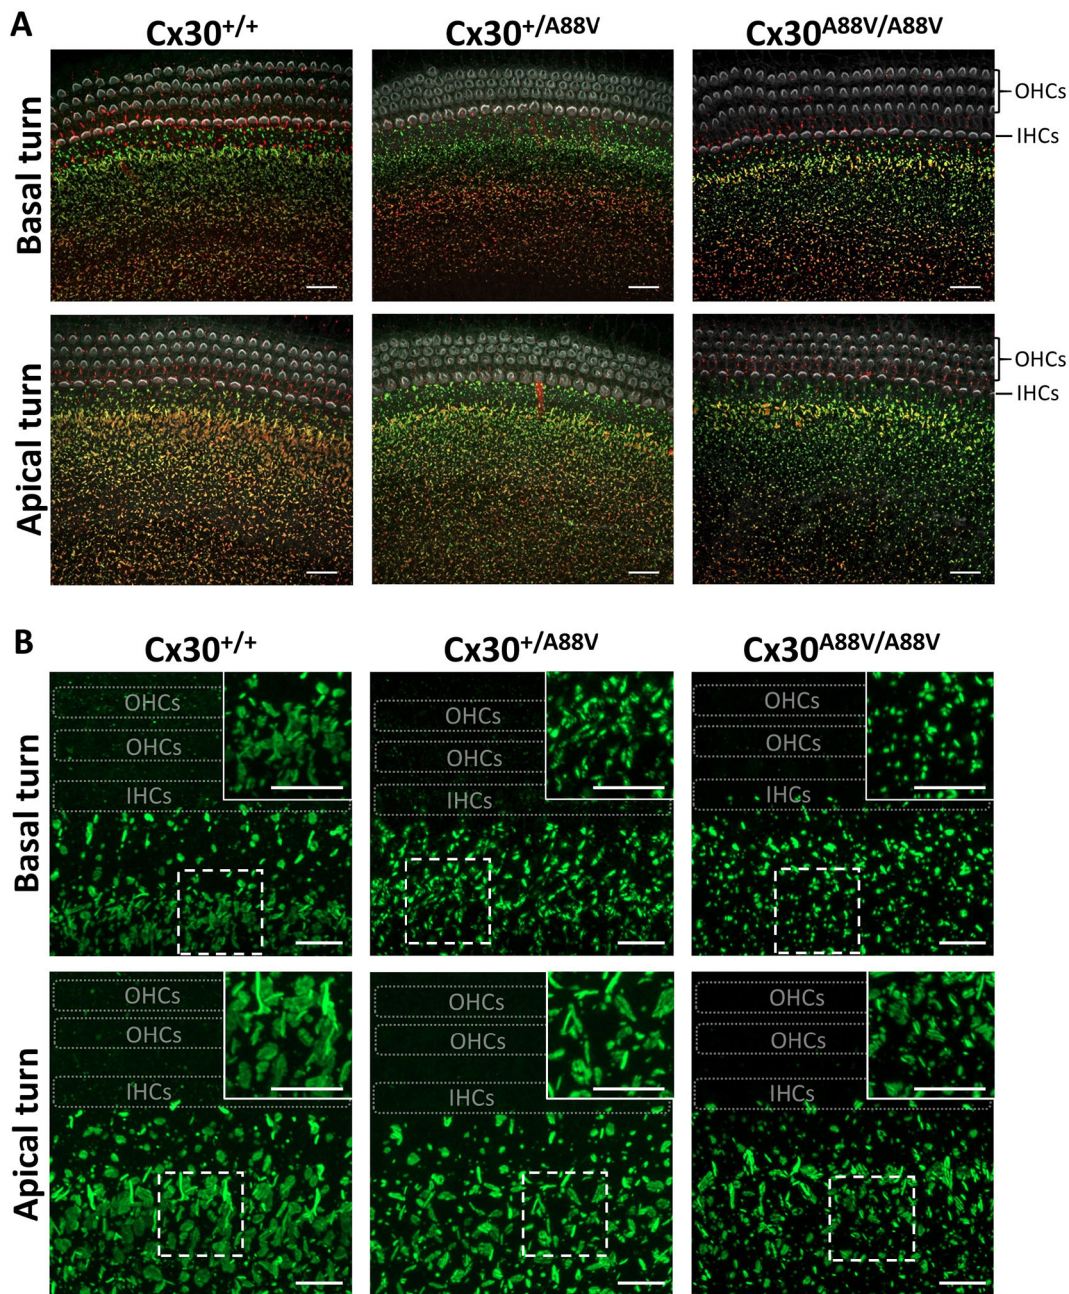 A
Cx30+/+ Cx30+/A88V Cx30A88V/A88V
Basal turn
OHCs
IHCs
Apical turn
OHCs
IHCs
B
Cx30+/+ Cx30+/A88V Cx30A88V/A88V
Basal turn
OHCs OHCs OHCs
OHCs OHCs OHCs
IHCs IHCs IHCs
Apical turn
OHCs OHCs OHCs
OHCs OHCs OHCs
IHCs IHCs IHCs